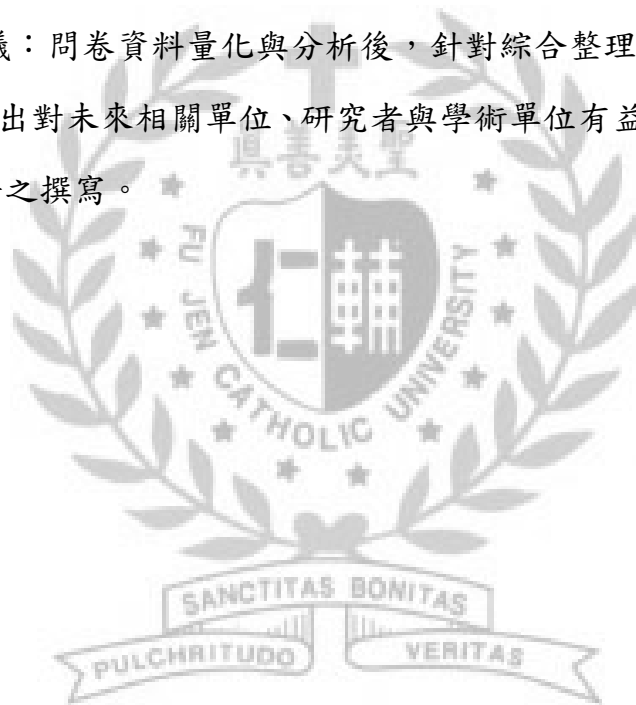 議：問卷資料量化與分析後，針對綜合整理
出對未來相關單位、研究者與學術單位有益
之撰寫。
真善美聖
仁 輔
FU JEN CATHOLIC UNIVERSITY
SANCTITAS BONITAS
PULCHRITUDO VERITAS